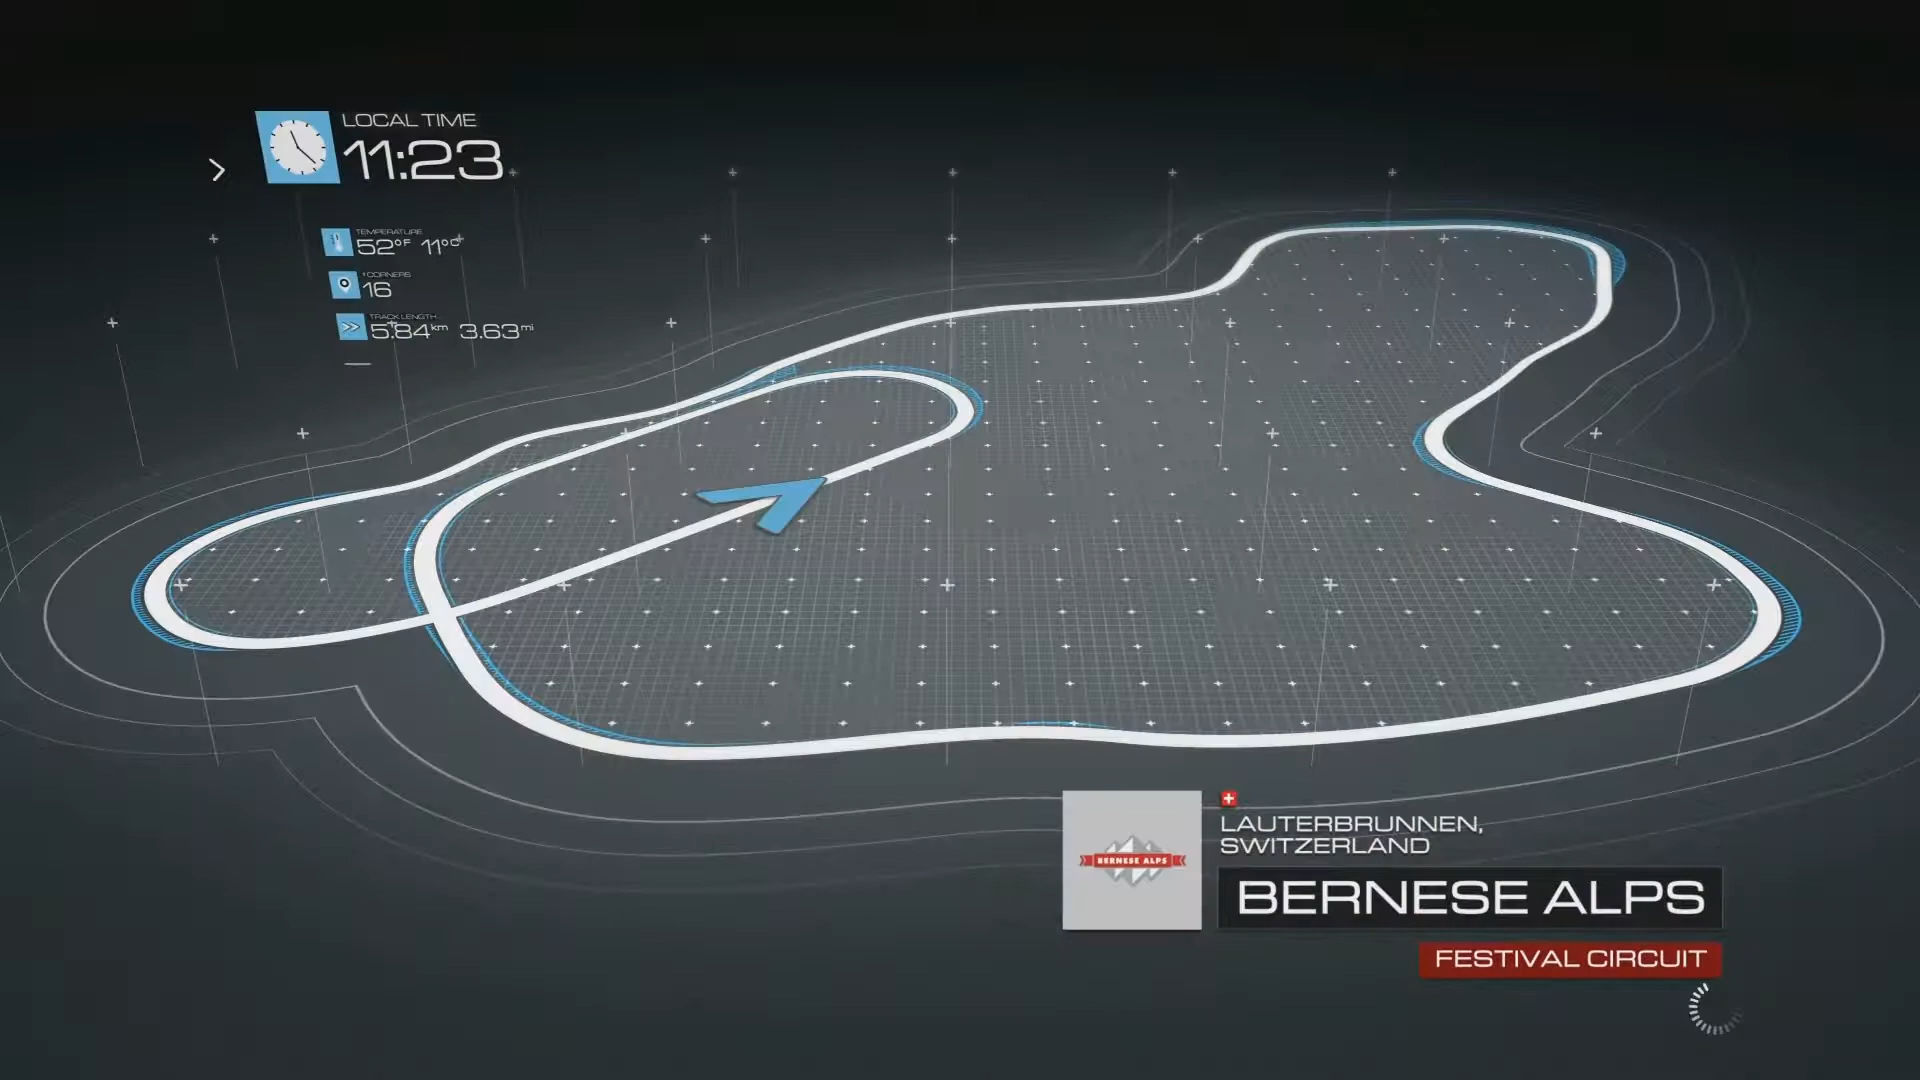 LOCAL TIME
11:23
TEMPERATURE
52°F 11°C
# CORNERS
16
TRACK LENGTH
5.84km 3.63mi
LAUTERBRUNNEN,
SWITZERLAND
BERNESE ALPS
BERNESE ALPS
FESTIVAL CIRCUIT